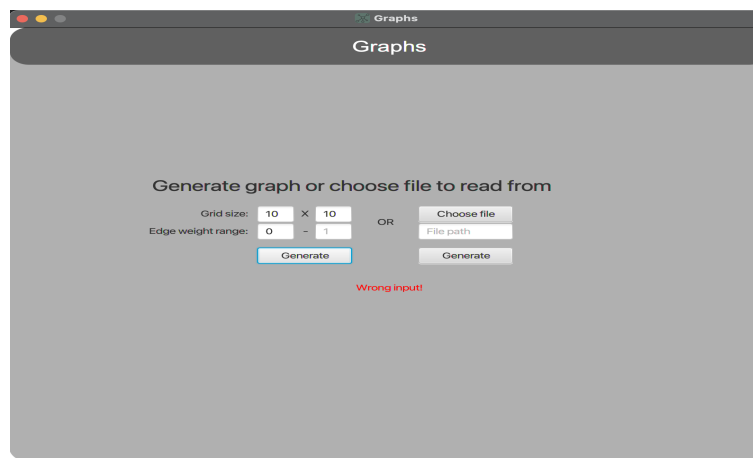 Graphs
Graphs
Generate graph or choose file to read from
Grid size: 10 X 10
Edge weight range: 0 - 1
Generate
OR
Choose file
File path
Generate
Wrong input!